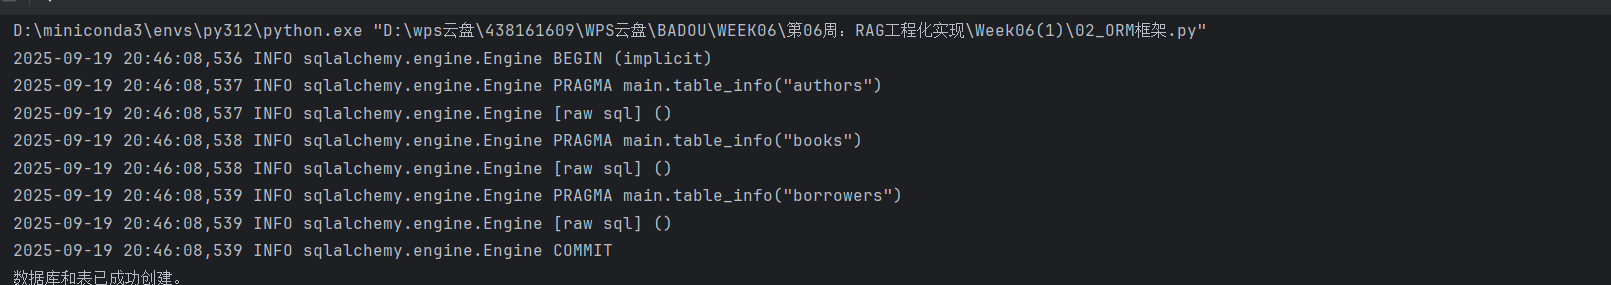 D:\miniconda3\envs\py312\python.exe "D:\wps云盘\438161609\WPS云盘\BADOU\WEEK06\第06周：RAG工程化实现\Week06(1)\02_ORM框架.py"
2025-09-19 20:46:08,536 INFO sqlalchemy.engine.Engine BEGIN (implicit)
2025-09-19 20:46:08,537 INFO sqlalchemy.engine.Engine PRAGMA main.table_info("authors")
2025-09-19 20:46:08,537 INFO sqlalchemy.engine.Engine [raw sql] ()
2025-09-19 20:46:08,538 INFO sqlalchemy.engine.Engine PRAGMA main.table_info("books")
2025-09-19 20:46:08,538 INFO sqlalchemy.engine.Engine [raw sql] ()
2025-09-19 20:46:08,539 INFO sqlalchemy.engine.Engine PRAGMA main.table_info("borrowers")
2025-09-19 20:46:08,539 INFO sqlalchemy.engine.Engine [raw sql] ()
2025-09-19 20:46:08,539 INFO sqlalchemy.engine.Engine COMMIT
数据库和表已成功创建。